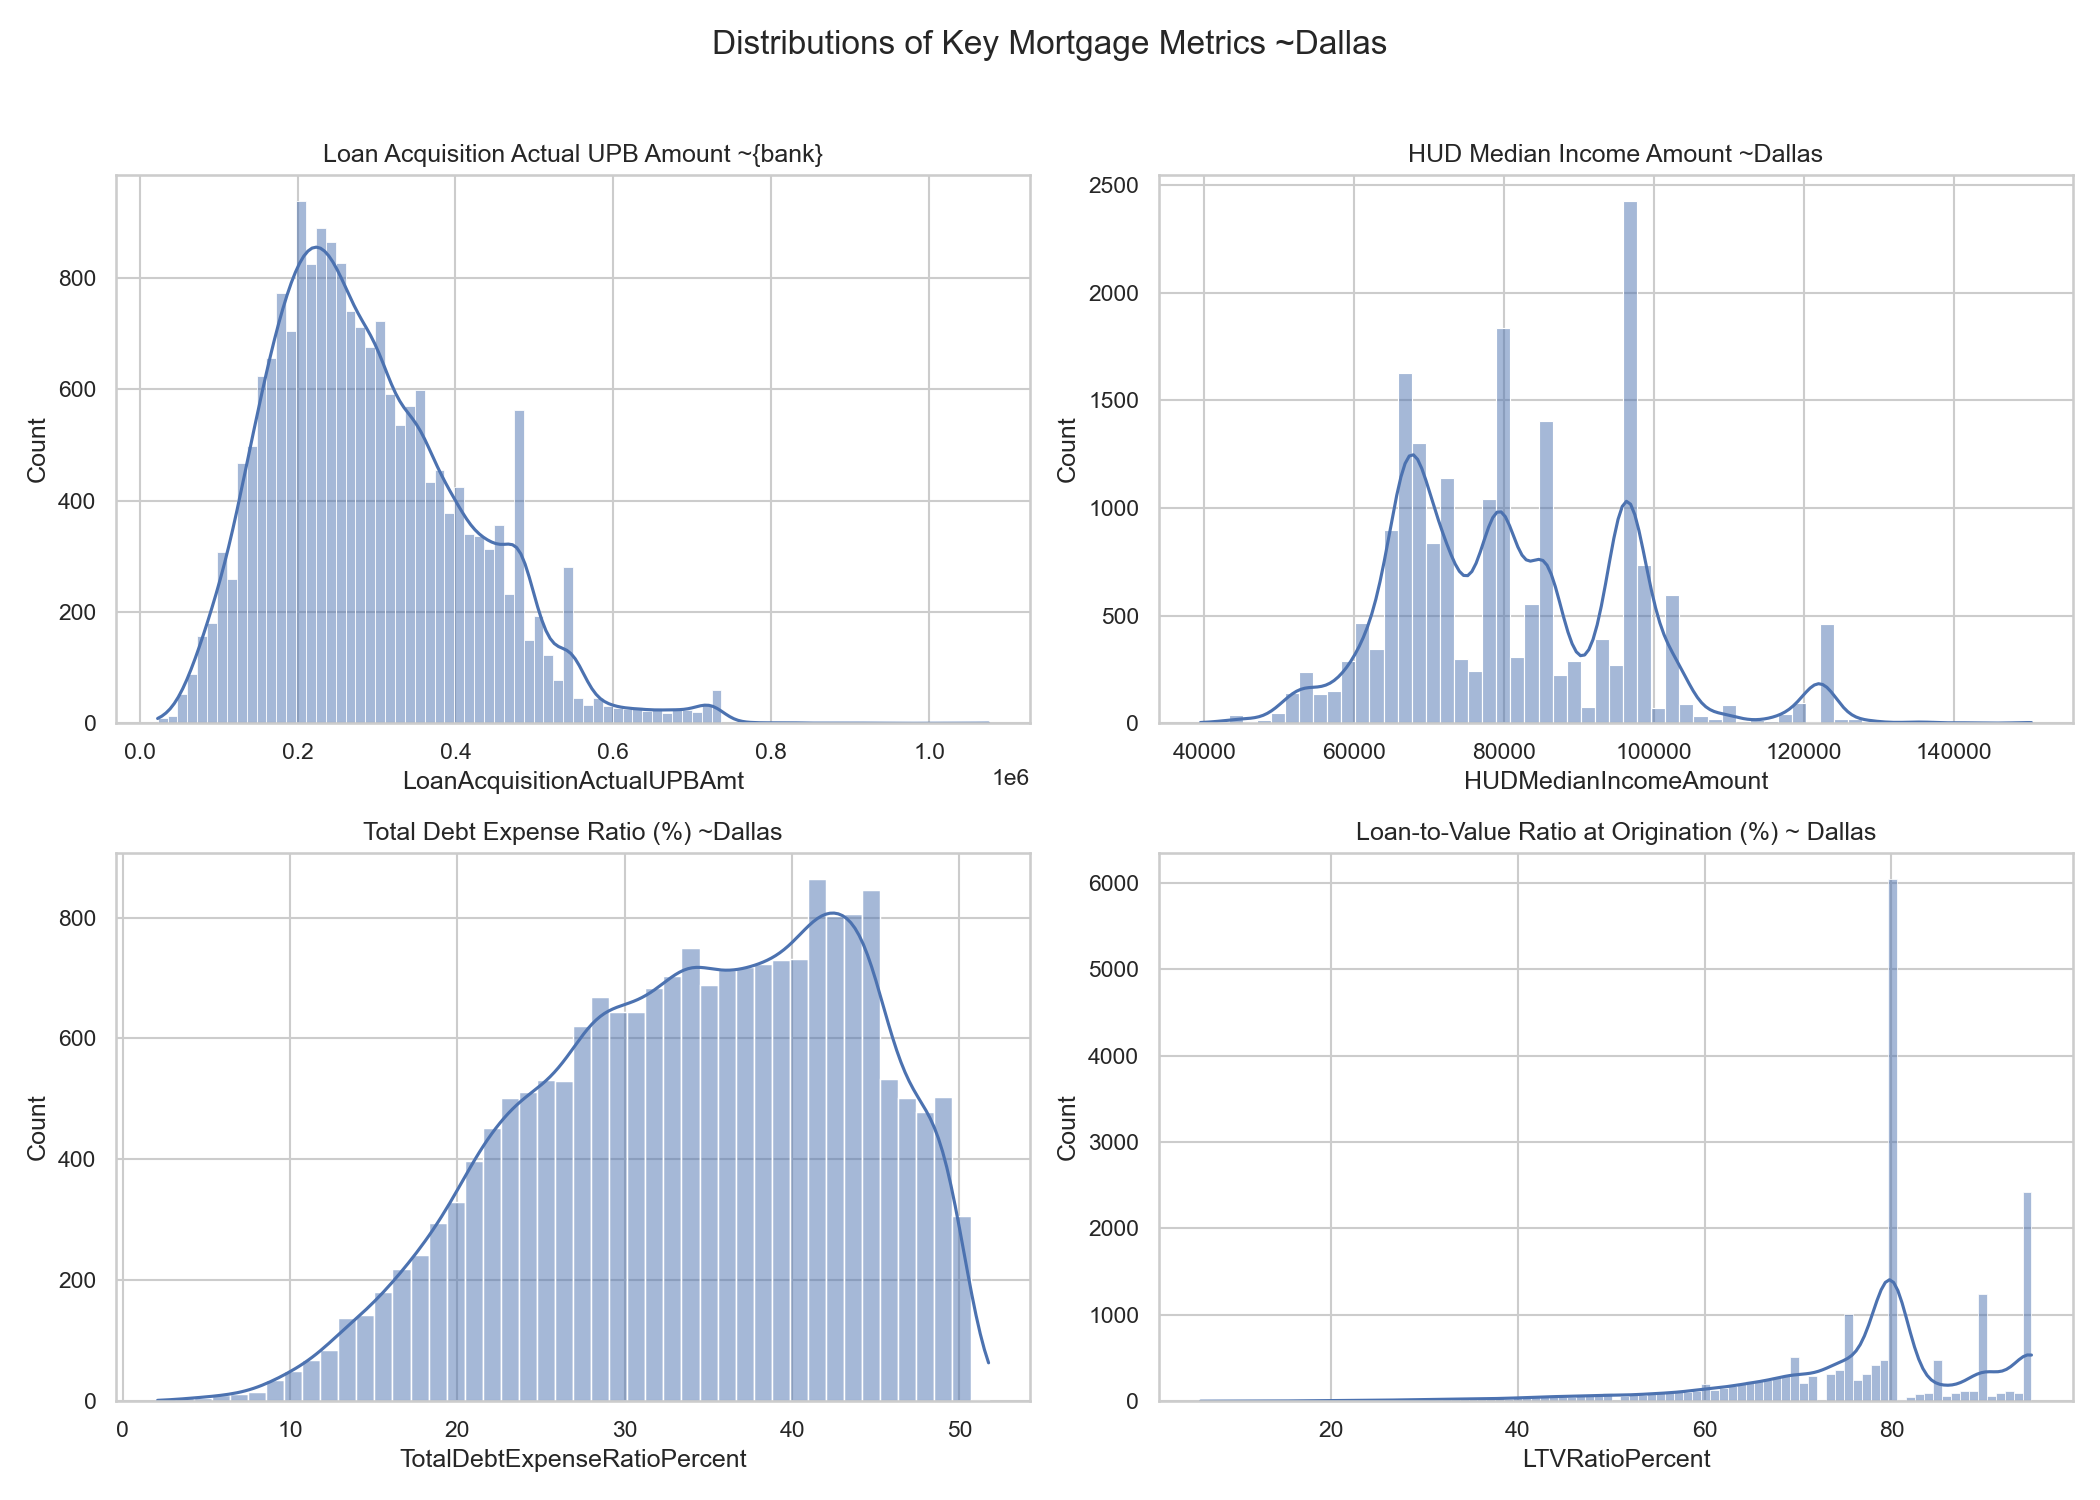 Distributions of Key Mortgage Metrics ~Dallas
Loan Acquisition Actual UPB Amount ~{bank}
Count
800
600
400
200
0
0.0 0.2 0.4 0.6 0.8 1.0
1e6
LoanAcquisitionActualUPBAmt
HUD Median Income Amount ~Dallas
Count
2500
2000
1500
1000
500
0
40000 60000 80000 100000 120000 140000
HUDMedianIncomeAmount
Total Debt Expense Ratio (%) ~Dallas
Count
800
600
400
200
0
0 10 20 30 40 50
TotalDebtExpenseRatioPercent
Loan-to-Value Ratio at Origination (%) ~ Dallas
Count
6000
5000
4000
3000
2000
1000
0
20 40 60 80
LTVRatioPercent